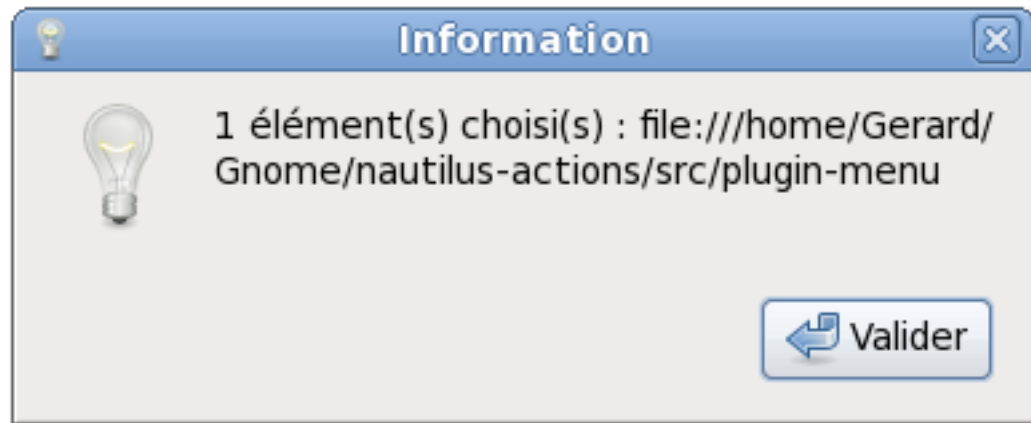 Information
1 élément(s) choisi(s) : file:///home/Gerard/
Gnome/nautilus-actions/src/plugin-menu
Valider